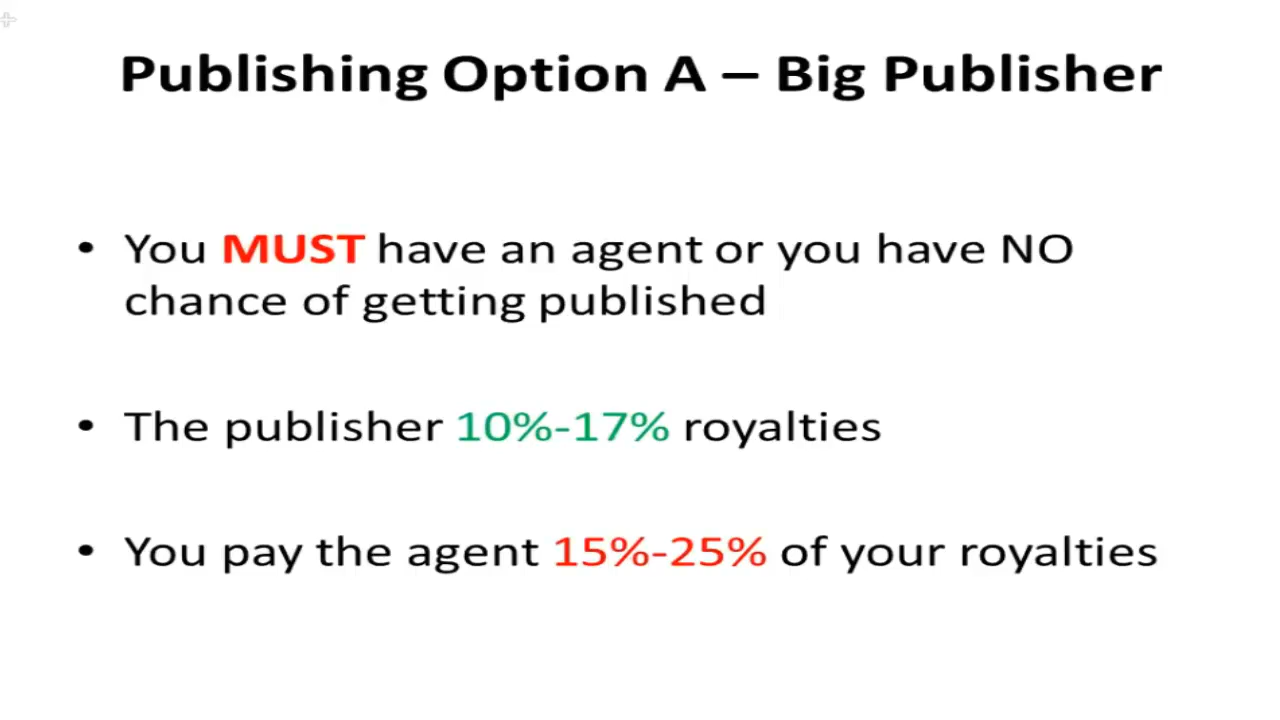 Publishing Option A – Big Publisher
• You MUST have an agent or you have NO
chance of getting published
• The publisher 10%-17% royalties
• You pay the agent 15%-25% of your royalties